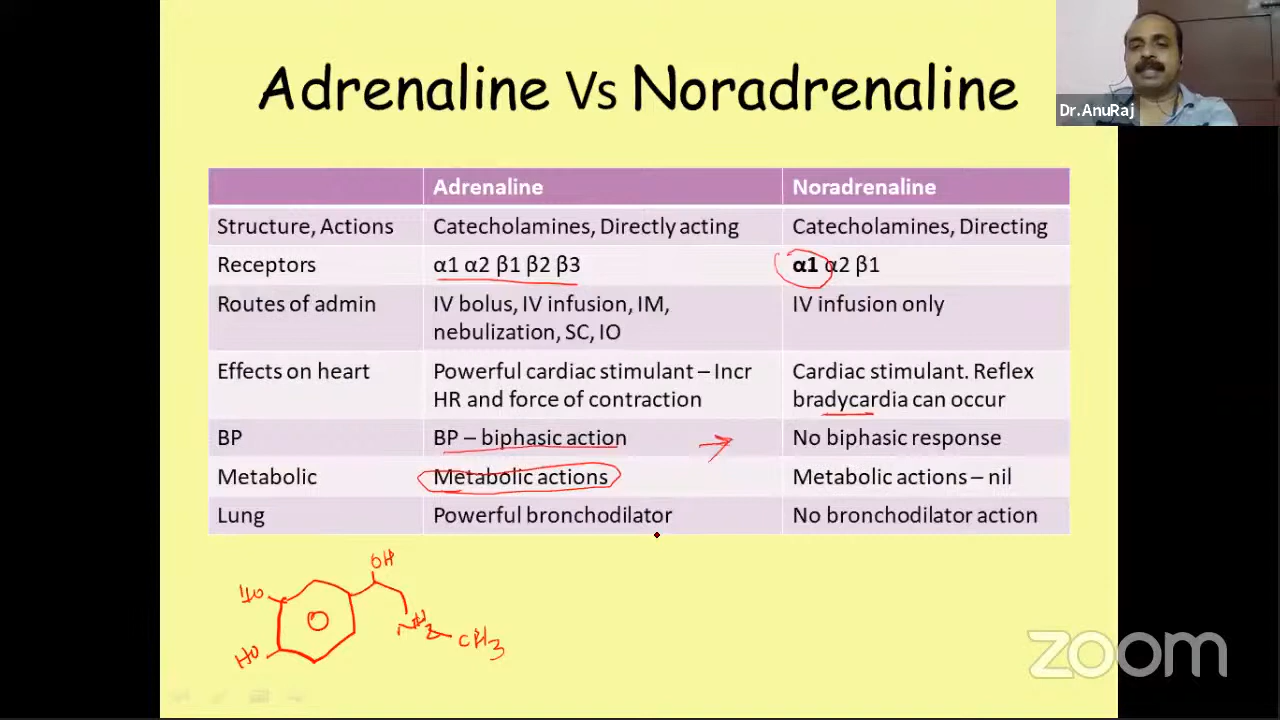 Adrenaline Vs Noradrenaline
Dr.AnuRaj
Adrenaline Noradrenaline
Structure, Actions Catecholamines, Directly acting Catecholamines, Directing
Receptors α1 α2 β1 β2 β3 α1 α2 β1
Routes of admin IV bolus, IV infusion, IM, IV infusion only
nebulization, SC, IO
Effects on heart Powerful cardiac stimulant – Incr Cardiac stimulant. Reflex
HR and force of contraction bradycardia can occur
BP BP – biphasic action No biphasic response
Metabolic Metabolic actions Metabolic actions – nil
Lung Powerful bronchodilator No bronchodilator action
OH
HO
NH2 CH3
HO
zoom